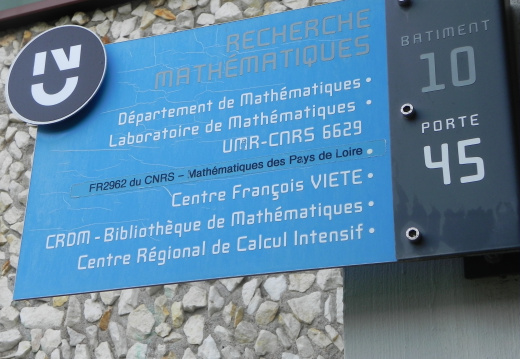 RECHERCHE
MATHÉMATIQUES
Département de Mathématiques •
Laboratoire de Mathématiques •
UMR-CNRS 6629
FR2962 du CNRS – Mathématiques des Pays de Loire •
Centre François VIETE •
CRDM - Bibliothèque de Mathématiques •
Centre Régional de Calcul Intensif •
BATIMENT
10
PORTE
45